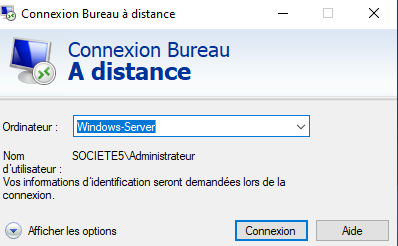 Connexion Bureau à distance
Connexion Bureau
A distance
Ordinateur :
Windows-Server
Nom
d'utilisateur :
SOCIETE5\Administrateur
Vos informations d'identification seront demandées lors de la
connexion.
Afficher les options
Connexion
Aide